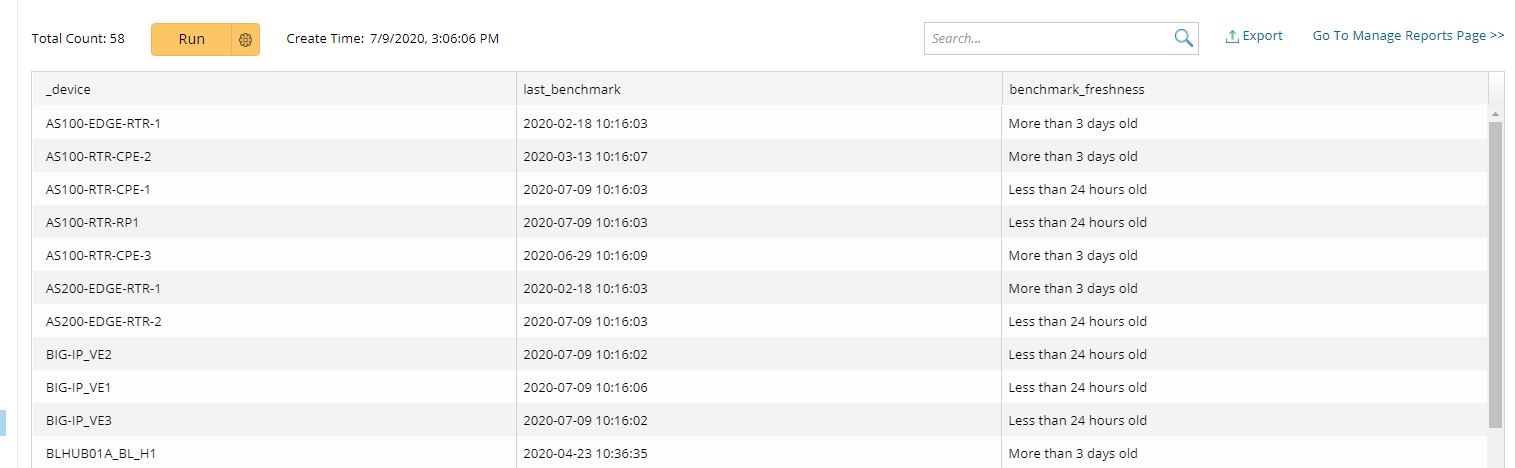 Total Count: 58 Run Create Time: 7/9/2020, 3:06:06 PM Search... Export Go To Manage Reports Page >>
_device last_benchmark benchmark_freshness
AS100-EDGE-RTR-1 2020-02-18 10:16:03 More than 3 days old
AS100-RTR-CPE-2 2020-03-13 10:16:07 More than 3 days old
AS100-RTR-CPE-1 2020-07-09 10:16:03 Less than 24 hours old
AS100-RTR-RP1 2020-07-09 10:16:03 Less than 24 hours old
AS100-RTR-CPE-3 2020-06-29 10:16:09 More than 3 days old
AS200-EDGE-RTR-1 2020-02-18 10:16:03 More than 3 days old
AS200-EDGE-RTR-2 2020-07-09 10:16:03 Less than 24 hours old
BIG-IP_VE2 2020-07-09 10:16:02 Less than 24 hours old
BIG-IP_VE1 2020-07-09 10:16:06 Less than 24 hours old
BIG-IP_VE3 2020-07-09 10:16:02 Less than 24 hours old
BLHUB01A_BL_H1 2020-04-23 10:36:35 More than 3 days old